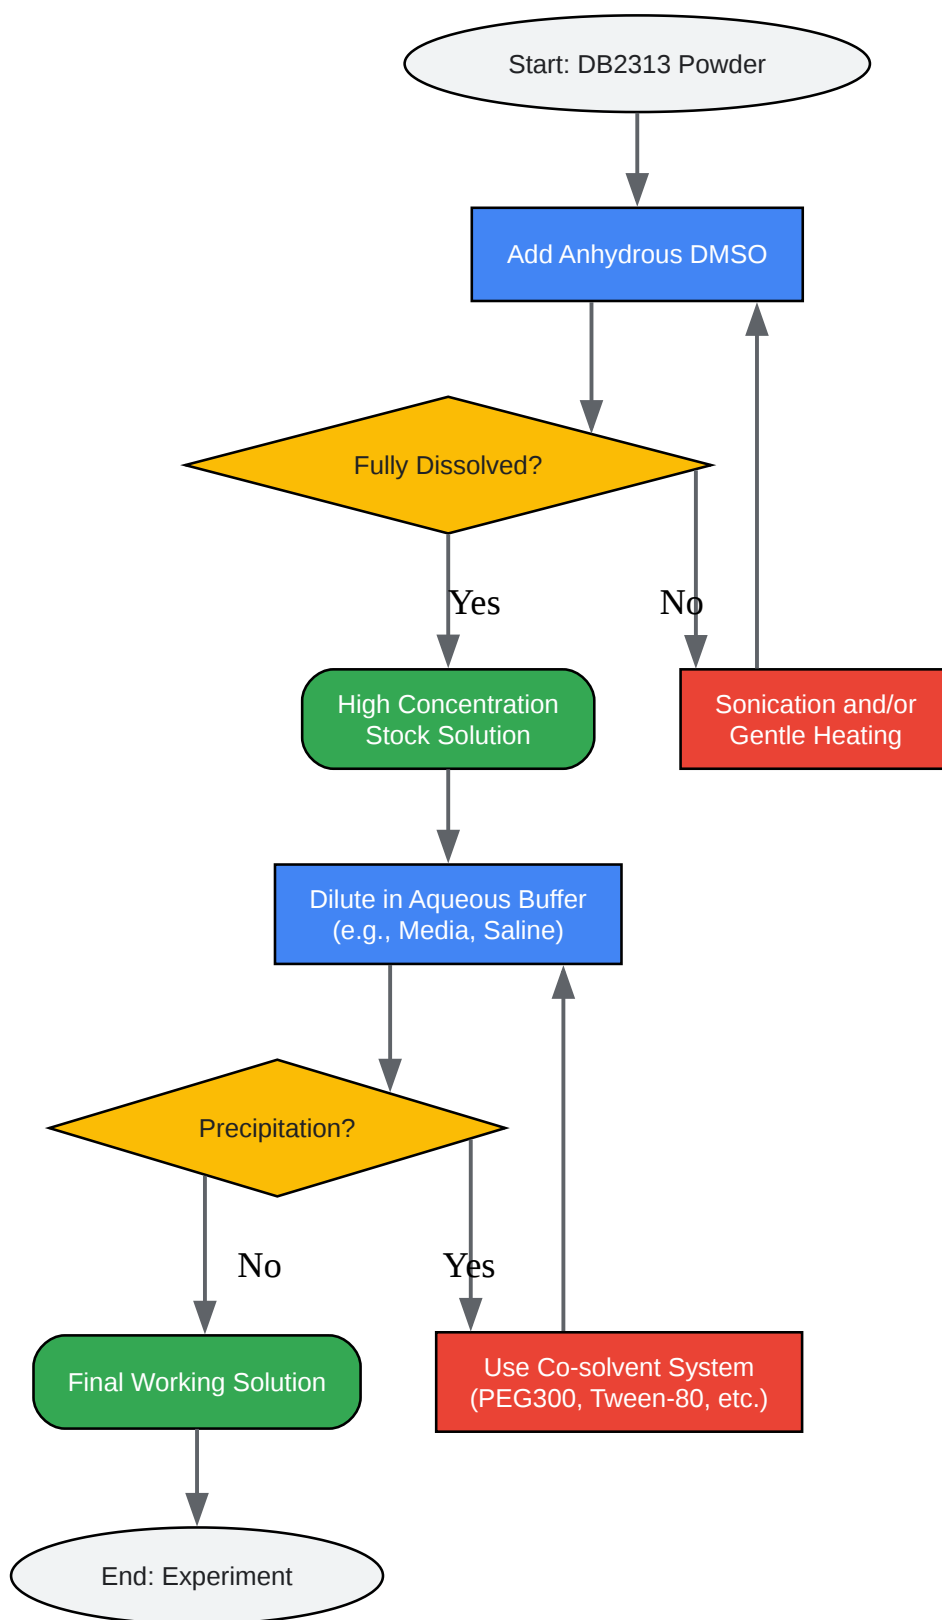 Start: DB2313 Powder
Add Anhydrous DMSO
Fully Dissolved?
Yes
No
High Concentration
Stock Solution
Sonication and/or
Gentle Heating
Dilute in Aqueous Buffer
(e.g., Media, Saline)
Precipitation?
No
Yes
Final Working Solution
Use Co-solvent System
(PEG300, Tween-80, etc.)
End: Experiment